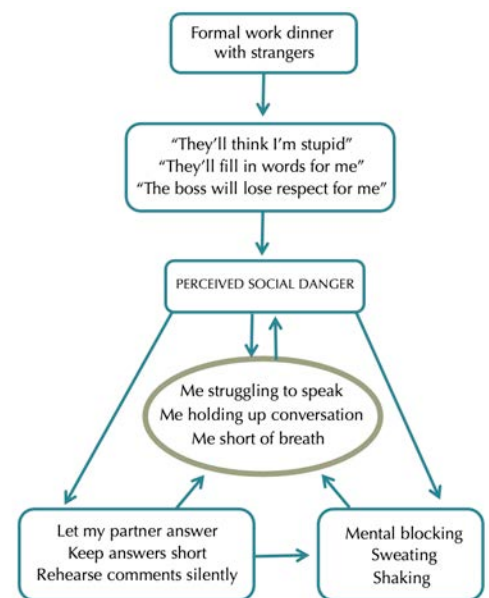 Formal work dinner
with strangers
“They’ll think I’m stupid”
“They’ll fill in words for me”
“The boss will lose respect for me”
PERCEIVED SOCIAL DANGER
Me struggling to speak
Me holding up conversation
Me short of breath
Let my partner answer
Keep answers short
Rehearse comments silently
Mental blocking
Sweating
Shaking